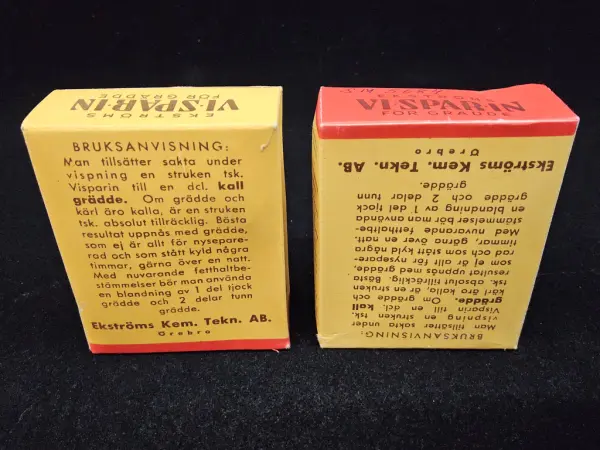 EKSTRÖMS
VI-SPAR-IN
FÖR GRÄDDE
BRUKSANVISNING:
Man tillsätter sakta under
vispning en struken tsk.
Visparin till en dcl. kall
grädde. Om grädde och
kärl äro kalla, är en struken
tsk. absolut tillräcklig. Bästa
resultat uppnås med grädde,
som ej är allt för nysepare-
rad och som stått kyld några
timmar, gärna över en natt.
Med nuvarande fetthaltbe-
stämmelser bör man använda
en blandning av 1 del tjock
grädde och 2 delar tunn
grädde.
Ekströms Kem. Tekn. AB.
Örebro
EKSTRÖMS
VISPARIN
FÖR GRÄDDE
BRUKSANVISNING:
Man tillsätter sakta under
vispning en struken tsk.
Visparin till en dcl. kall
grädde. Om grädde och
kärl äro kalla, är en struken
tsk. absolut tillräcklig. Bästa
resultat uppnås med grädde,
som ej är allt för nysepare-
rad och som stått kyld några
timmar, gärna över en natt.
Med nuvarande fetthaltbe-
stämmelser bör man använda
en blandning av 1 del tjock
grädde och 2 delar tunn
grädde.
Ekströms Kem. Tekn. AB.
Örebro